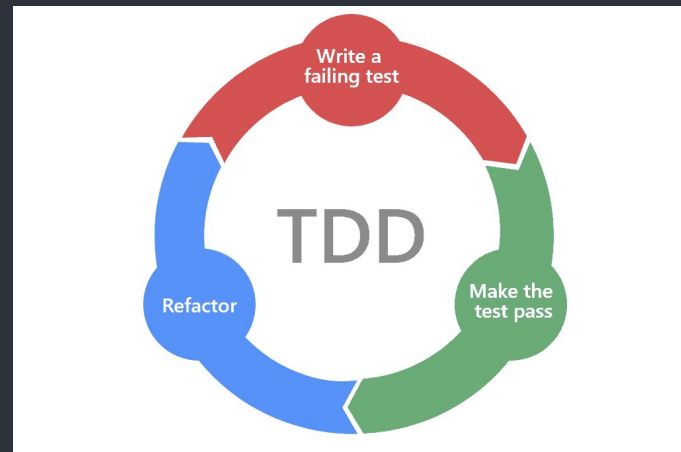 Write a
failing test
TDD
Make the
test pass
Refactor